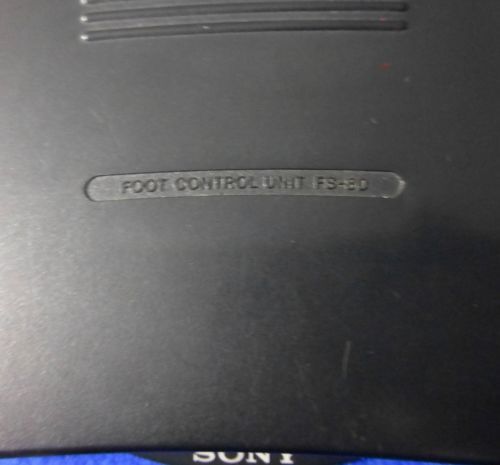 FOOT CONTROL UNIT FS-80
SONY